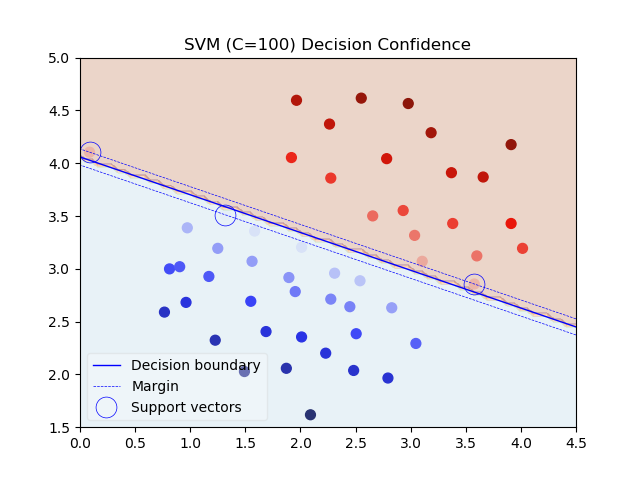 SVM (C=100) Decision Confidence
5.0
4.5
4.0
3.5
3.0
2.5
2.0
1.5
Decision boundary
Margin
Support vectors
0.0 0.5 1.0 1.5 2.0 2.5 3.0 3.5 4.0 4.5